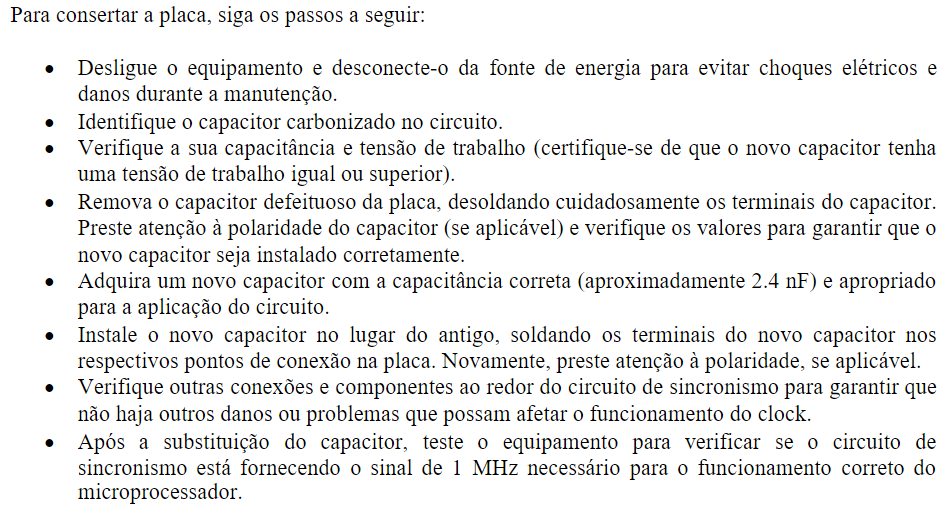 Para consertar a placa, siga os passos a seguir:
• Desligue o equipamento e desconecte-o da fonte de energia para evitar choques elétricos e
danos durante a manutenção.
• Identifique o capacitor carbonizado no circuito.
• Verifique a sua capacitância e tensão de trabalho (certifique-se de que o novo capacitor tenha
uma tensão de trabalho igual ou superior).
• Remova o capacitor defeituoso da placa, desoldando cuidadosamente os terminais do capacitor.
Preste atenção à polaridade do capacitor (se aplicável) e verifique os valores para garantir que o
novo capacitor seja instalado corretamente.
• Adquira um novo capacitor com a capacitância correta (aproximadamente 2.4 nF) e apropriado
para a aplicação do circuito.
• Instale o novo capacitor no lugar do antigo, soldando os terminais do novo capacitor nos
respectivos pontos de conexão na placa. Novamente, preste atenção à polaridade, se aplicável.
• Verifique outras conexões e componentes ao redor do circuito de sincronismo para garantir que
não haja outros danos ou problemas que possam afetar o funcionamento do clock.
• Após a substituição do capacitor, teste o equipamento para verificar se o circuito de
sincronismo está fornecendo o sinal de 1 MHz necessário para o funcionamento correto do
microprocessador.